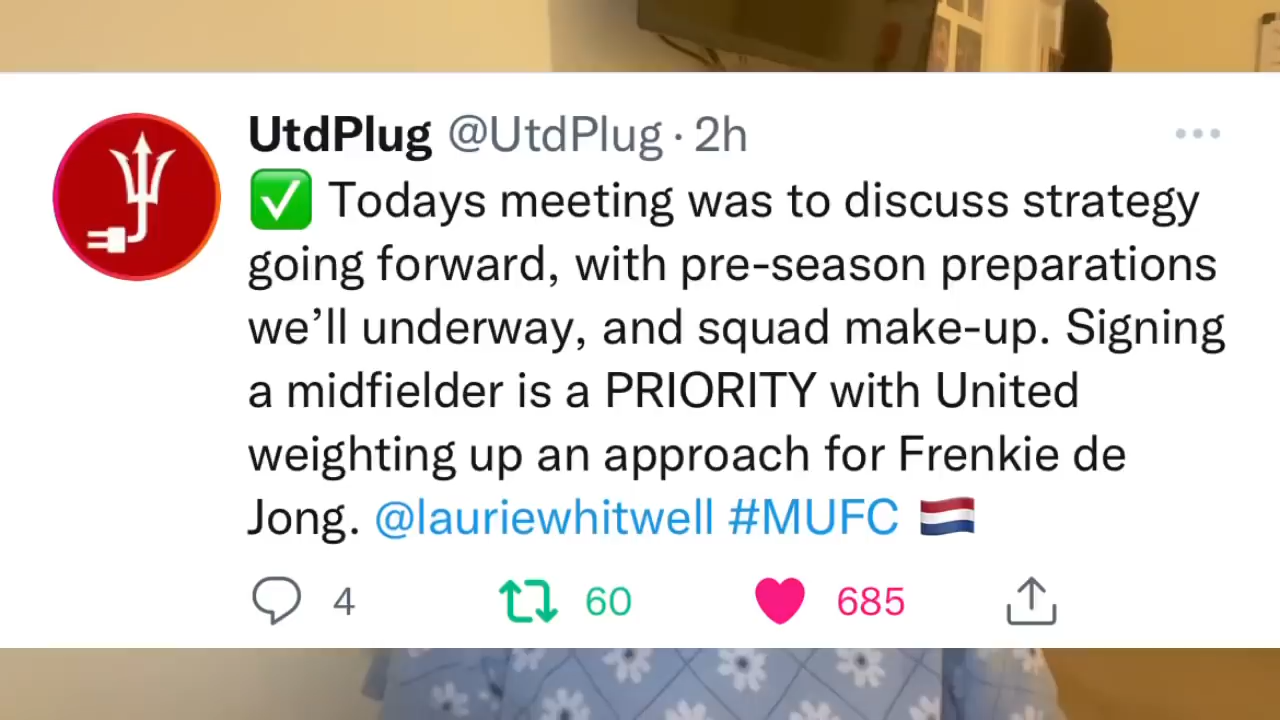 UtdPlug @UtdPlug · 2h
✅ Todays meeting was to discuss strategy
going forward, with pre-season preparations
we’ll underway, and squad make-up. Signing
a midfielder is a PRIORITY with United
weighting up an approach for Frenkie de
Jong. @lauriewhitwell #MUFC 🇳🇱
4 60 685